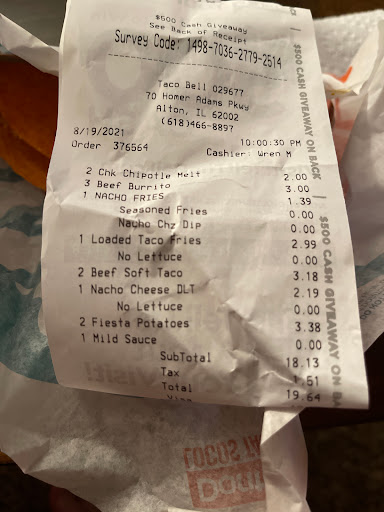 $500 Cash Giveaway
See Back of Receipt
Survey Code: 1498-7036-2779-2514
Taco Bell 029677
70 Homer Adams Pkwy
Alton, IL 62002
(618)466-8897
8/19/2021 10:00:30 PM
Order 376564 Cashier: Wren M
2 Chk Chipotle Melt 2.00
3 Beef Burrito 3.00
1 NACHO FRIES 1.39
Seasoned Fries 0.00
Nacho Chz Dip 0.00
1 Loaded Taco Fries 2.99
No Lettuce 0.00
2 Beef Soft Taco 3.18
1 Nacho Cheese DLT 2.19
No Lettuce 0.00
2 Fiesta Potatoes 3.38
1 Mild Sauce 0.00
SubTotal 18.13
Tax 1.51
Total 19.64
$500 CASH GIVEAWAY ON BACK
$500 CASH GIVEAWAY ON BA
LOCOS